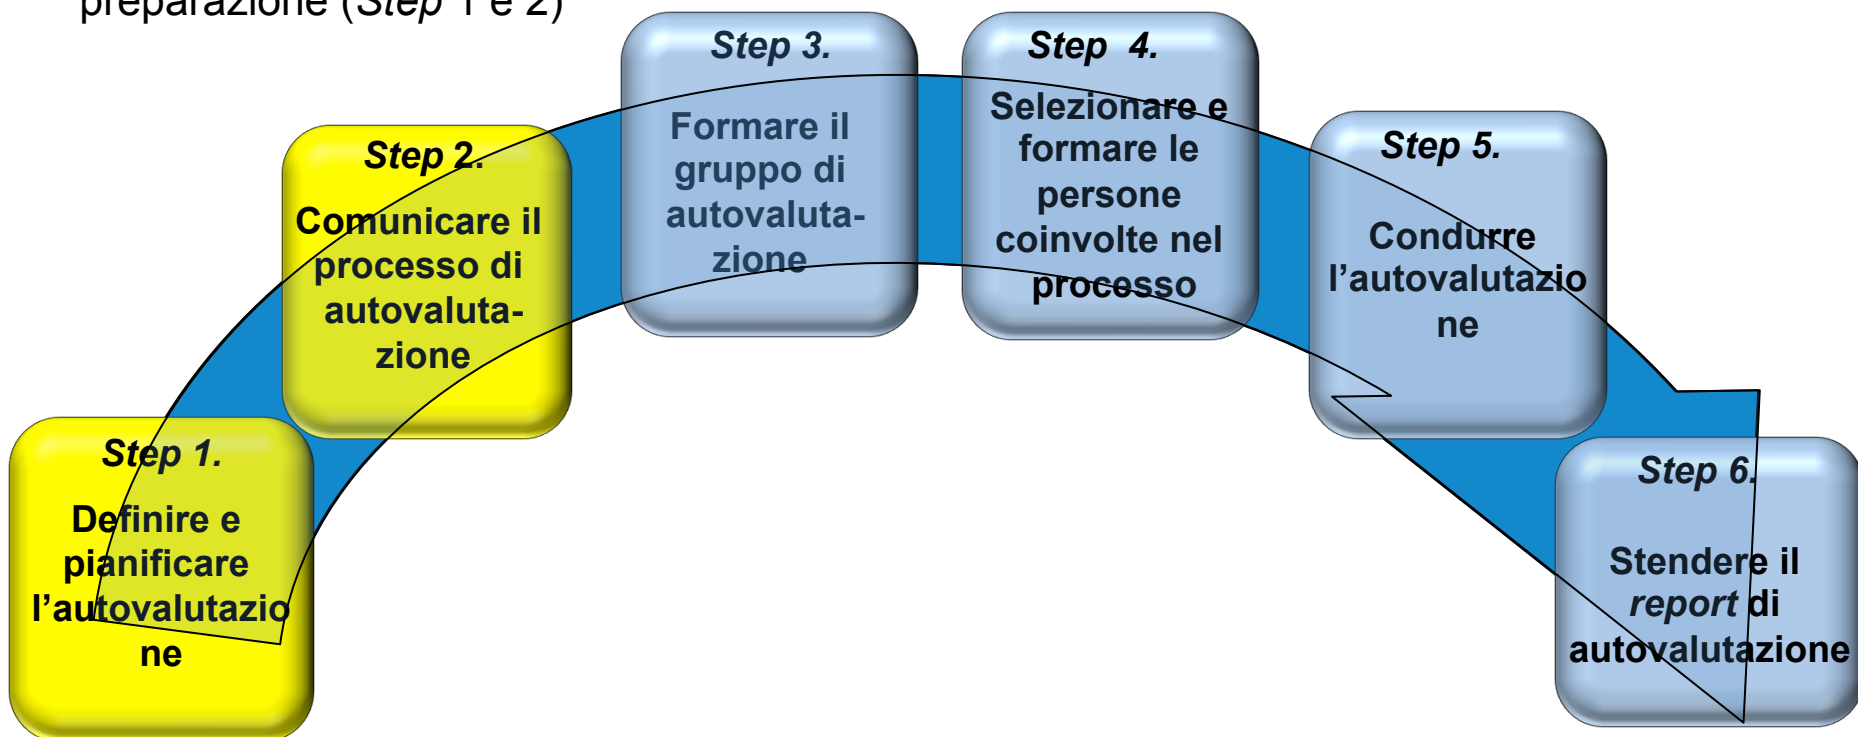 preparazione (Step 1 e 2)
Step 1.
Definire e
pianificare
l’autovalutazio
ne
Step 2.
Comunicare il
processo di
autovaluta-
zione
Step 3.
Formare il
gruppo di
autovaluta-
zione
Step 4.
Selezionare e
formare le
persone
coinvolte nel
processo
Step 5.
Condurre
l’autovalutazio
ne
Step 6.
Stendere il
report di
autovalutazione